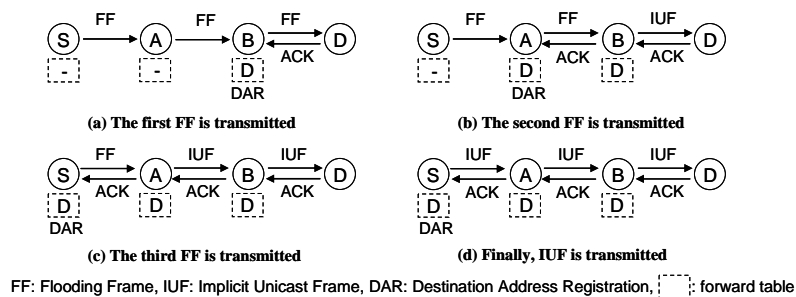 FF FF FF
S A B D
ACK
- - D
DAR
(a) The first FF is transmitted
FF FF IUF
S A B D
ACK ACK
- D D
DAR
(b) The second FF is transmitted
FF IUF IUF
S A B D
ACK ACK ACK
D D D
DAR
(c) The third FF is transmitted
IUF IUF IUF
S A B D
ACK ACK ACK
D D D
DAR
(d) Finally, IUF is transmitted
FF: Flooding Frame, IUF: Implicit Unicast Frame, DAR: Destination Address Registration, : forward table